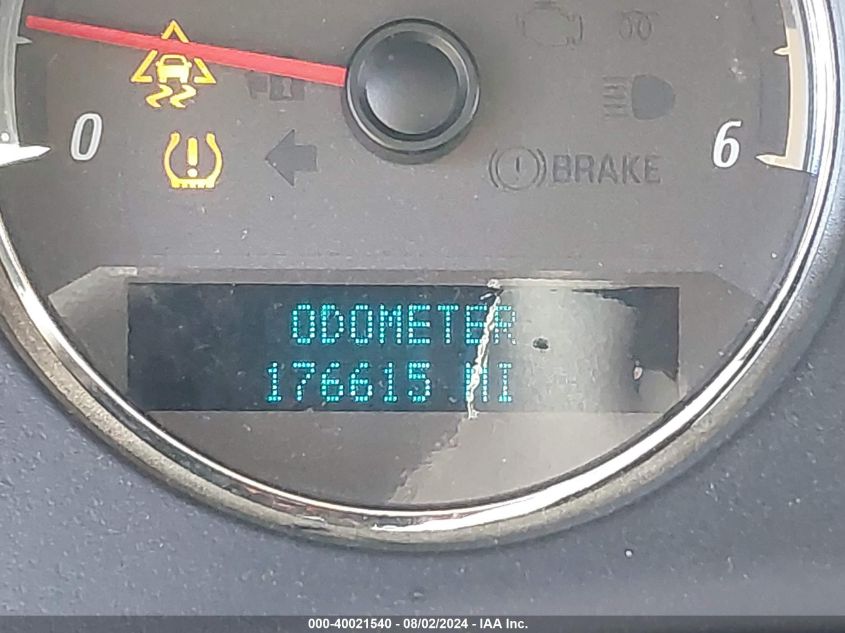 0
6
BRAKE
ODOMETER
176615 MI
000-40021540 - 08/02/2024 - IAA Inc.